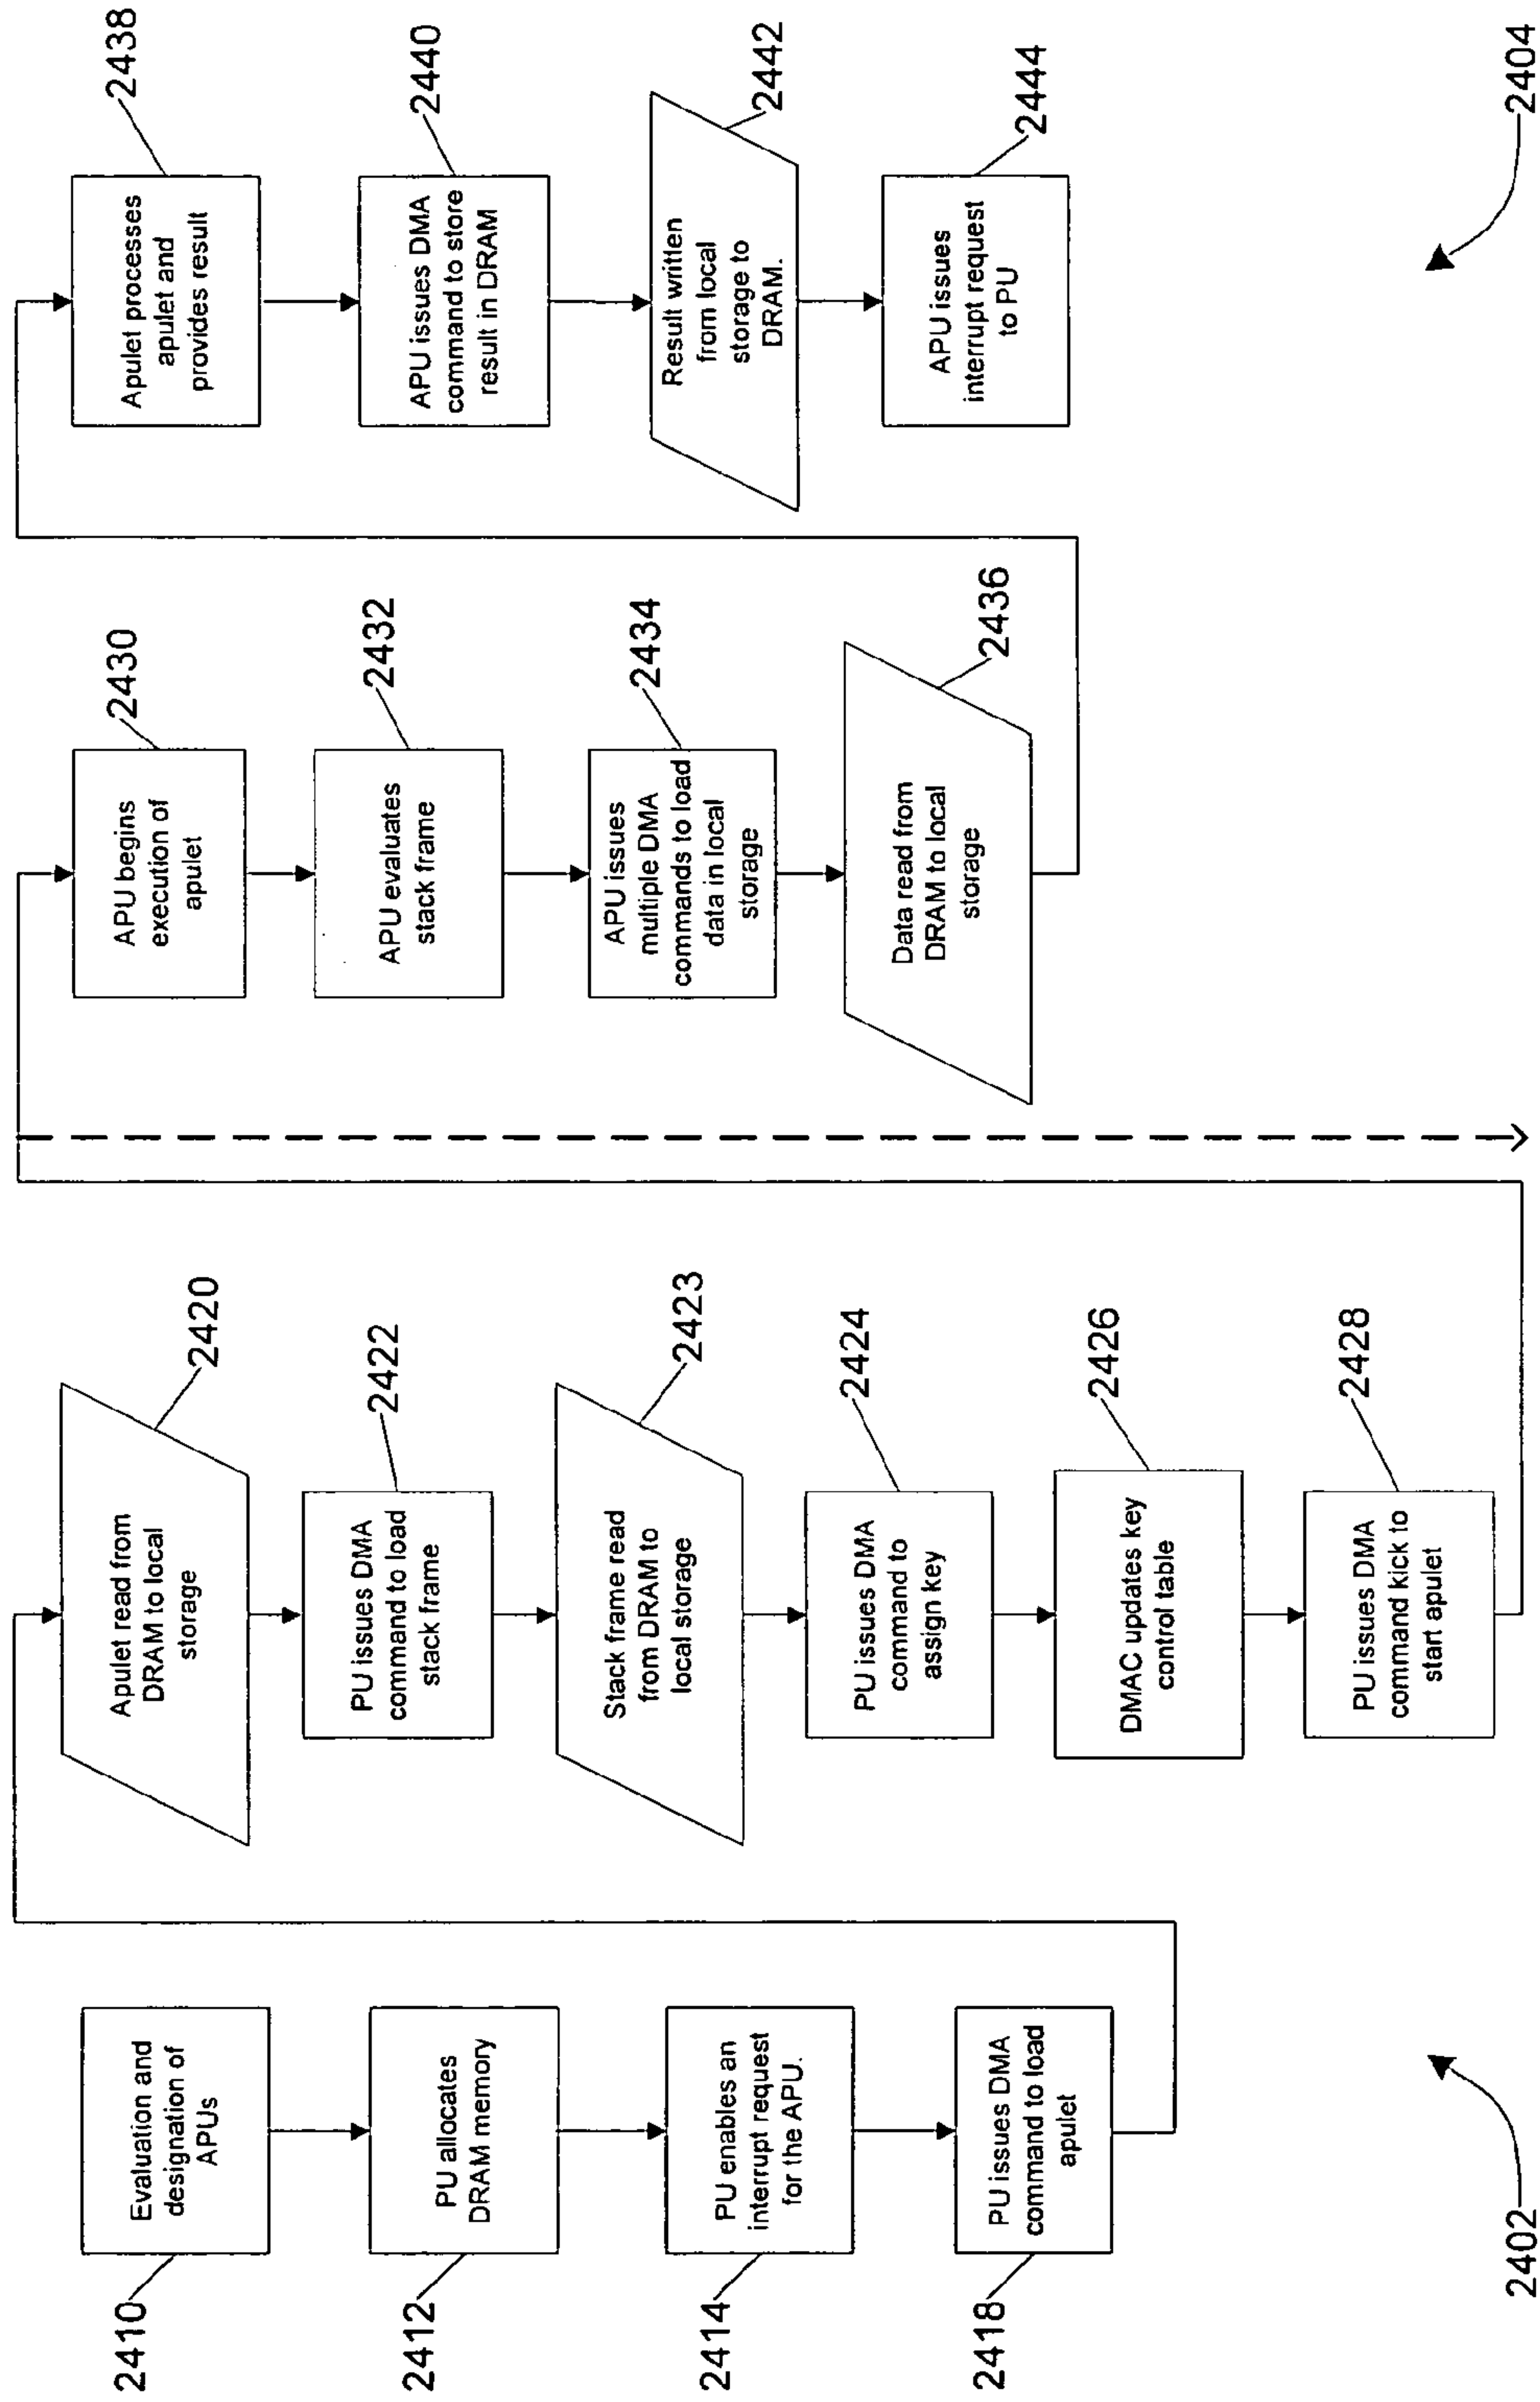 2410
Evaluation and
designation of
APUs
2412
PU allocates
DRAM memory
2414
PU enables an
interrupt request
for the APU.
2418
PU issues DMA
command to load
apulet
2402
Apulet read from
DRAM to local
storage
2420
PU issues DMA
command to load
stack frame
2422
Stack frame read
from DRAM to
local storage
2423
PU issues DMA
command to
assign key
2424
DMAC updates key
control table
2426
PU issues DMA
command kick to
start apulet
2428
APU begins
execution of
apulet
2430
APU evaluates
stack frame
2432
APU issues
multiple DMA
commands to load
data in local
storage
2434
Data read from
DRAM to local
storage
2436
Apulet processes
apulet and
provides result
2438
APU issues DMA
command to store
result in DRAM
2440
Result written
from local
storage to
DRAM.
2442
APU issues
interrupt request
to PU
2444
2404